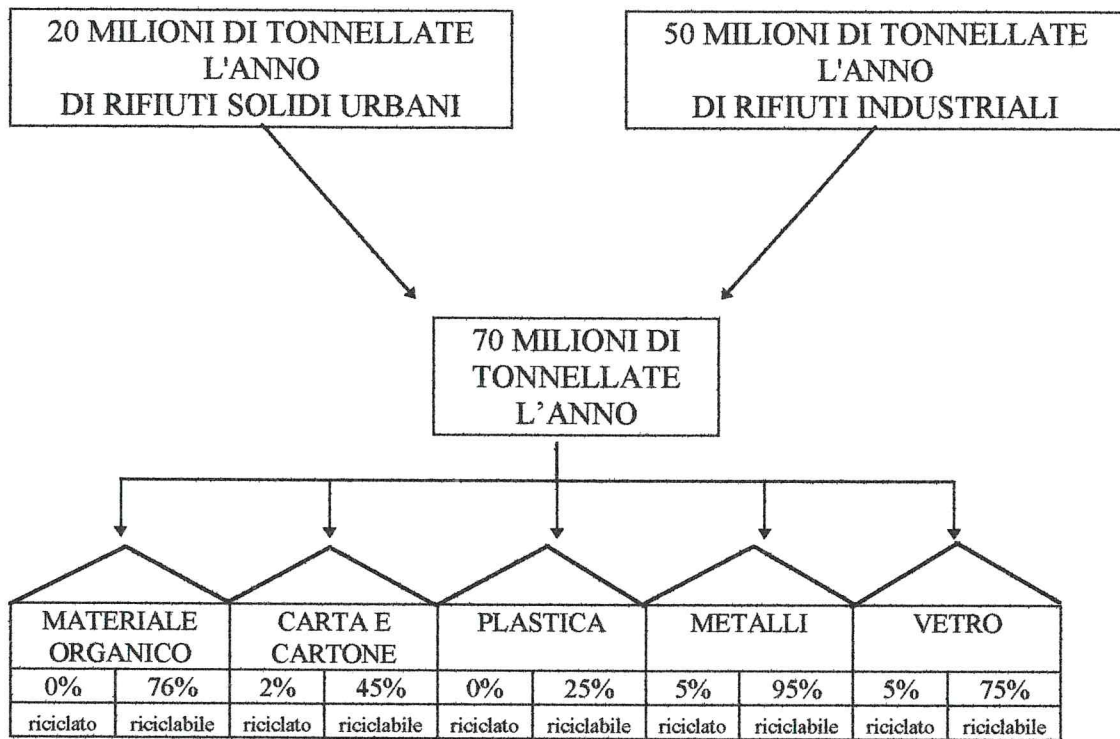 20 MILIONI DI TONNELLATE
L'ANNO
DI RIFIUTI SOLIDI URBANI
50 MILIONI DI TONNELLATE
L'ANNO
DI RIFIUTI INDUSTRIALI
70 MILIONI DI
TONNELLATE
L'ANNO
MATERIALE
ORGANICO
CARTA E
CARTONE
PLASTICA
METALLI
VETRO
0% 76% 2% 45% 0% 25% 5% 95% 5% 75%
riciclato riciclabile riciclato riciclabile riciclato riciclabile riciclato riciclabile riciclato riciclabile